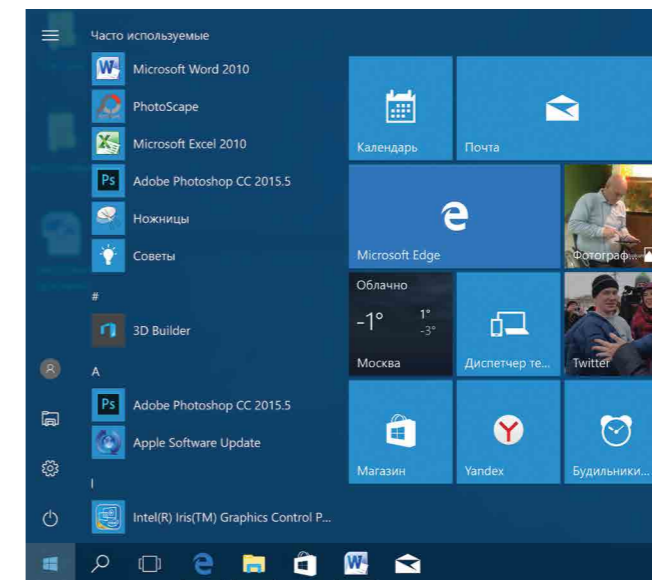 Часто используемые
Microsoft Word 2010
PhotoScape
Microsoft Excel 2010
Ps Adobe Photoshop CC 2015.5
Ножницы
Советы
#
3D Builder
A
Ps Adobe Photoshop CC 2015.5
Apple Software Update
I
Intel(R) Iris(TM) Graphics Control P...
Календарь
Почта
Microsoft Edge
Фотограф...
Облачно
-1° 1°
-3°
Москва
Диспетчер те...
Twitter
Магазин
Yandex
Будильники...